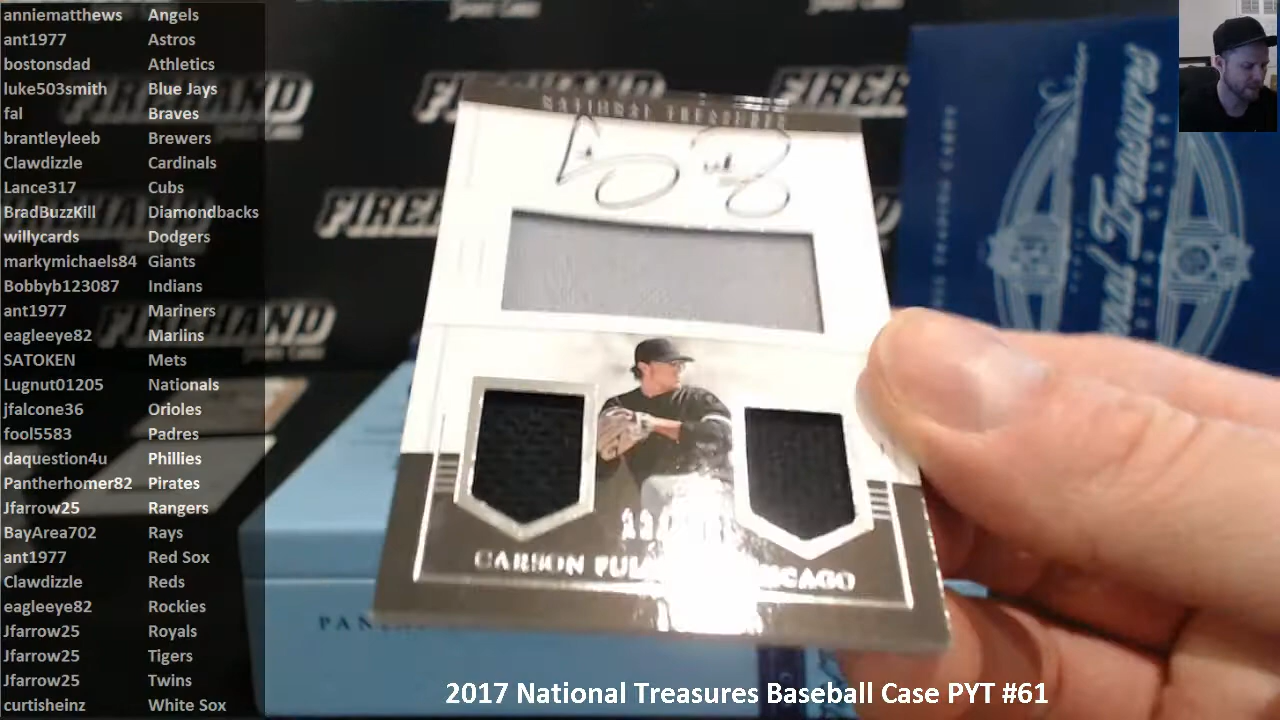 anniematthews Angels
ant1977 Astros
bostonsdad Athletics
luke503smith Blue Jays
fal Braves
brantleyleeb Brewers
Clawdizzle Cardinals
Lance317 Cubs
BradBuzzKill Diamondbacks
willycards Dodgers
markymichaels84 Giants
Bobbyb123087 Indians
ant1977 Mariners
eagleeye82 Marlins
SATOKEN Mets
Lugnut01205 Nationals
jfalcone36 Orioles
fool5583 Padres
daquestion4u Phillies
Pantherhomer82 Pirates
Jfarrow25 Rangers
BayArea702 Rays
ant1977 Red Sox
Clawdizzle Reds
eagleeye82 Rockies
Jfarrow25 Royals
Jfarrow25 Tigers
Jfarrow25 Twins
curtisheinz White Sox
NATIONAL TREASURES
CARSON
Treasures
FIREHAND
2017 National Treasures Baseball Case PYT #61